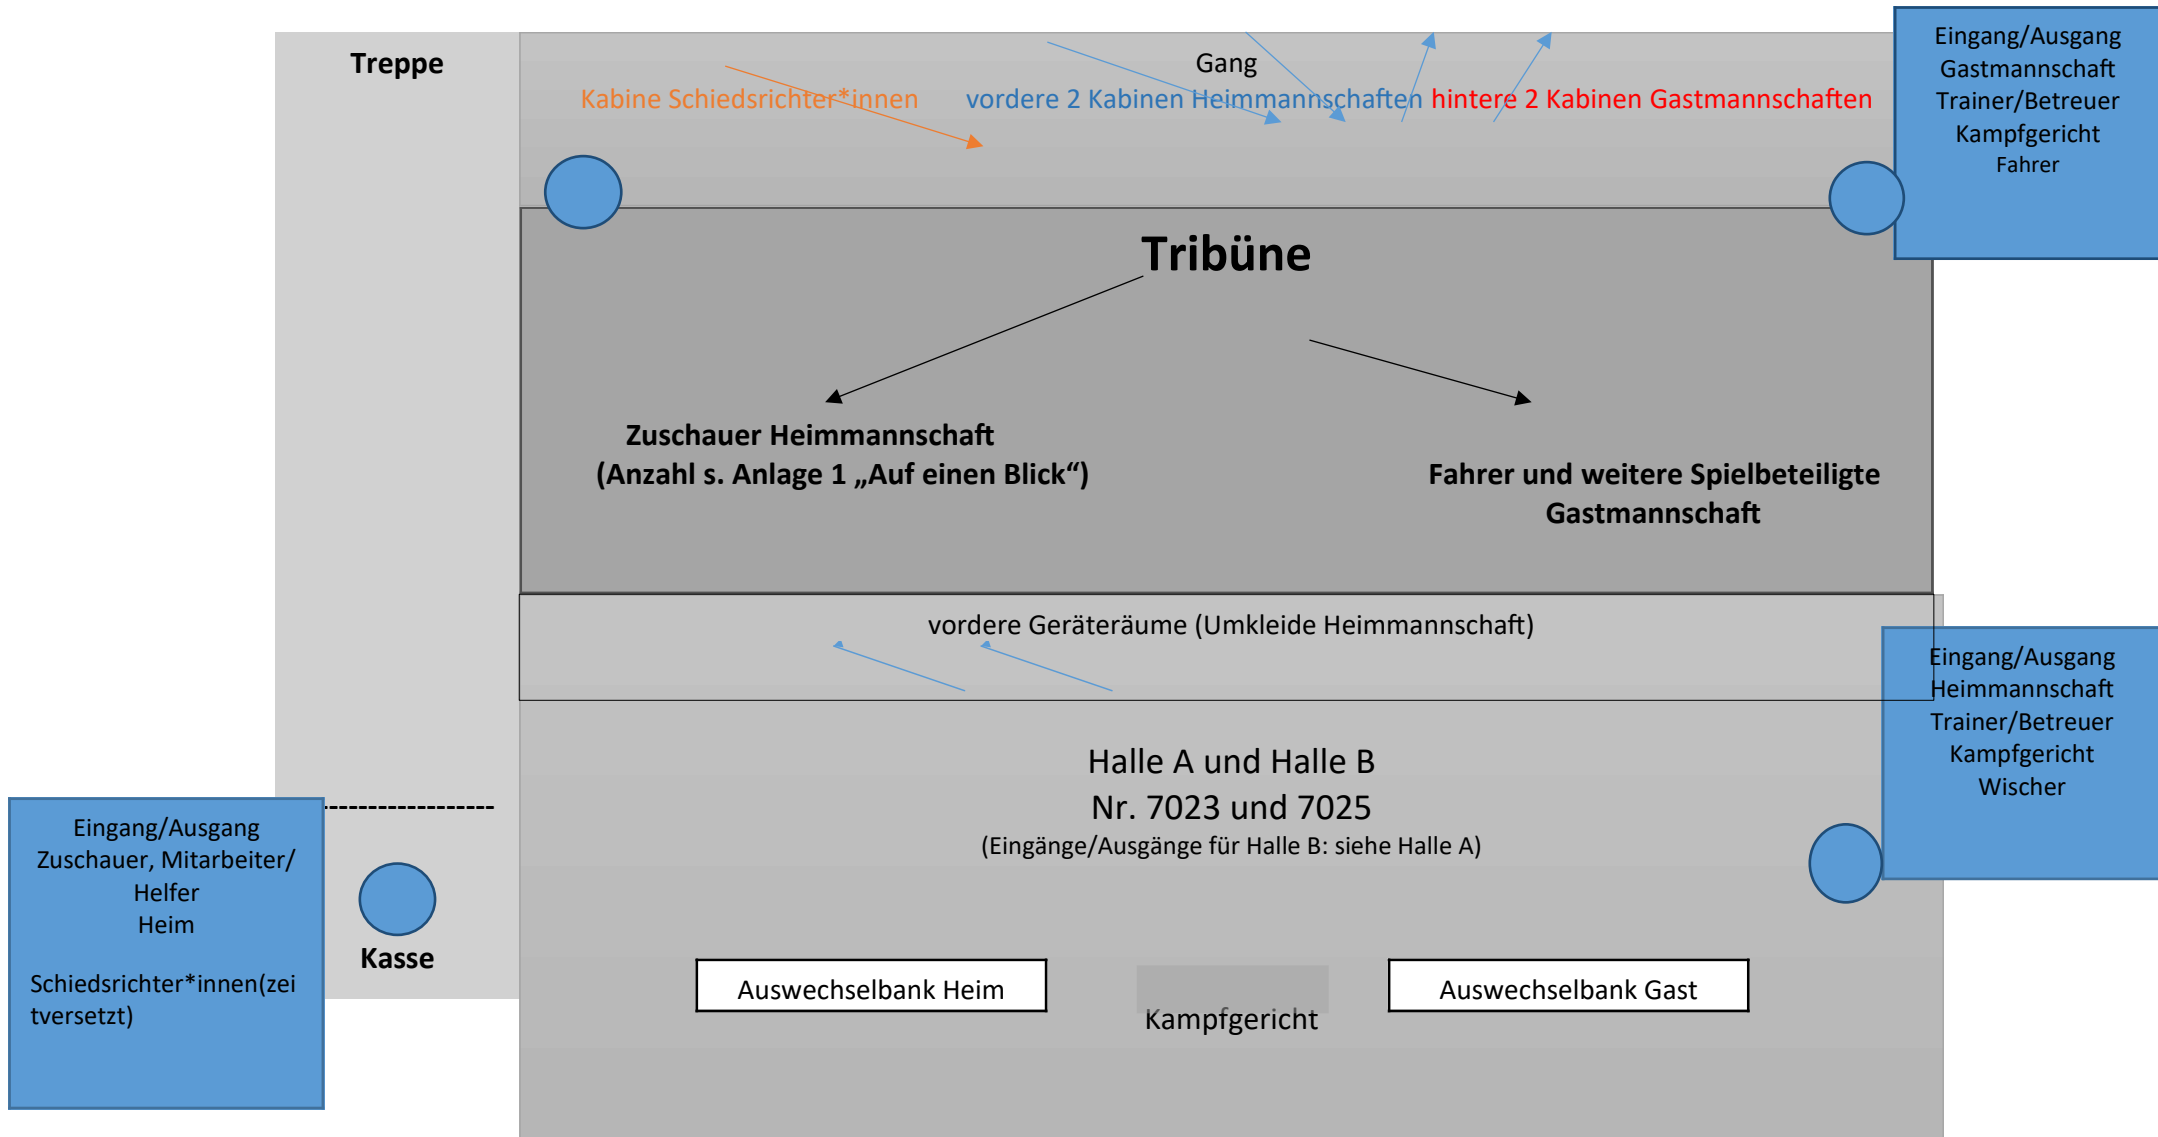 Treppe
Gang
Kabine Schiedsrichter*innen
vordere 2 Kabinen Heimmannschaften hintere 2 Kabinen Gastmannschaften
Eingang/Ausgang
Gastmannschaft
Trainer/Betreuer
Kampfgericht
Fahrer
Tribüne
Zuschauer Heimmannschaft
(Anzahl s. Anlage 1 „Auf einen Blick“)
Fahrer und weitere Spielbeteiligte
Gastmannschaft
vordere Geräteräume (Umkleide Heimmannschaft)
Eingang/Ausgang
Heimmannschaft
Trainer/Betreuer
Kampfgericht
Wischer
Halle A und Halle B
Nr. 7023 und 7025
(Eingänge/Ausgänge für Halle B: siehe Halle A)
Eingang/Ausgang
Zuschauer, Mitarbeiter/
Helfer
Heim
Schiedsrichter*innen(zei
tversetzt)
Kasse
Auswechselbank Heim
Kampfgericht
Auswechselbank Gast